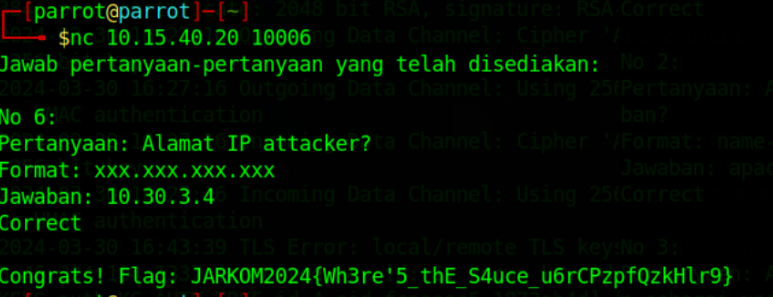 [parrot@parrot]-[~]
$nc 10.15.40.20 10006
Jawab pertanyaan-pertanyaan yang telah disediakan:
No 6:
Pertanyaan: Alamat IP attacker?
Format: xxx.xxx.xxx.xxx
Jawaban: 10.30.3.4
Correct
Congrats! Flag: JARKOM2024{Wh3re'5_thE_S4uce_u6rCPzpfQzkHlr9}